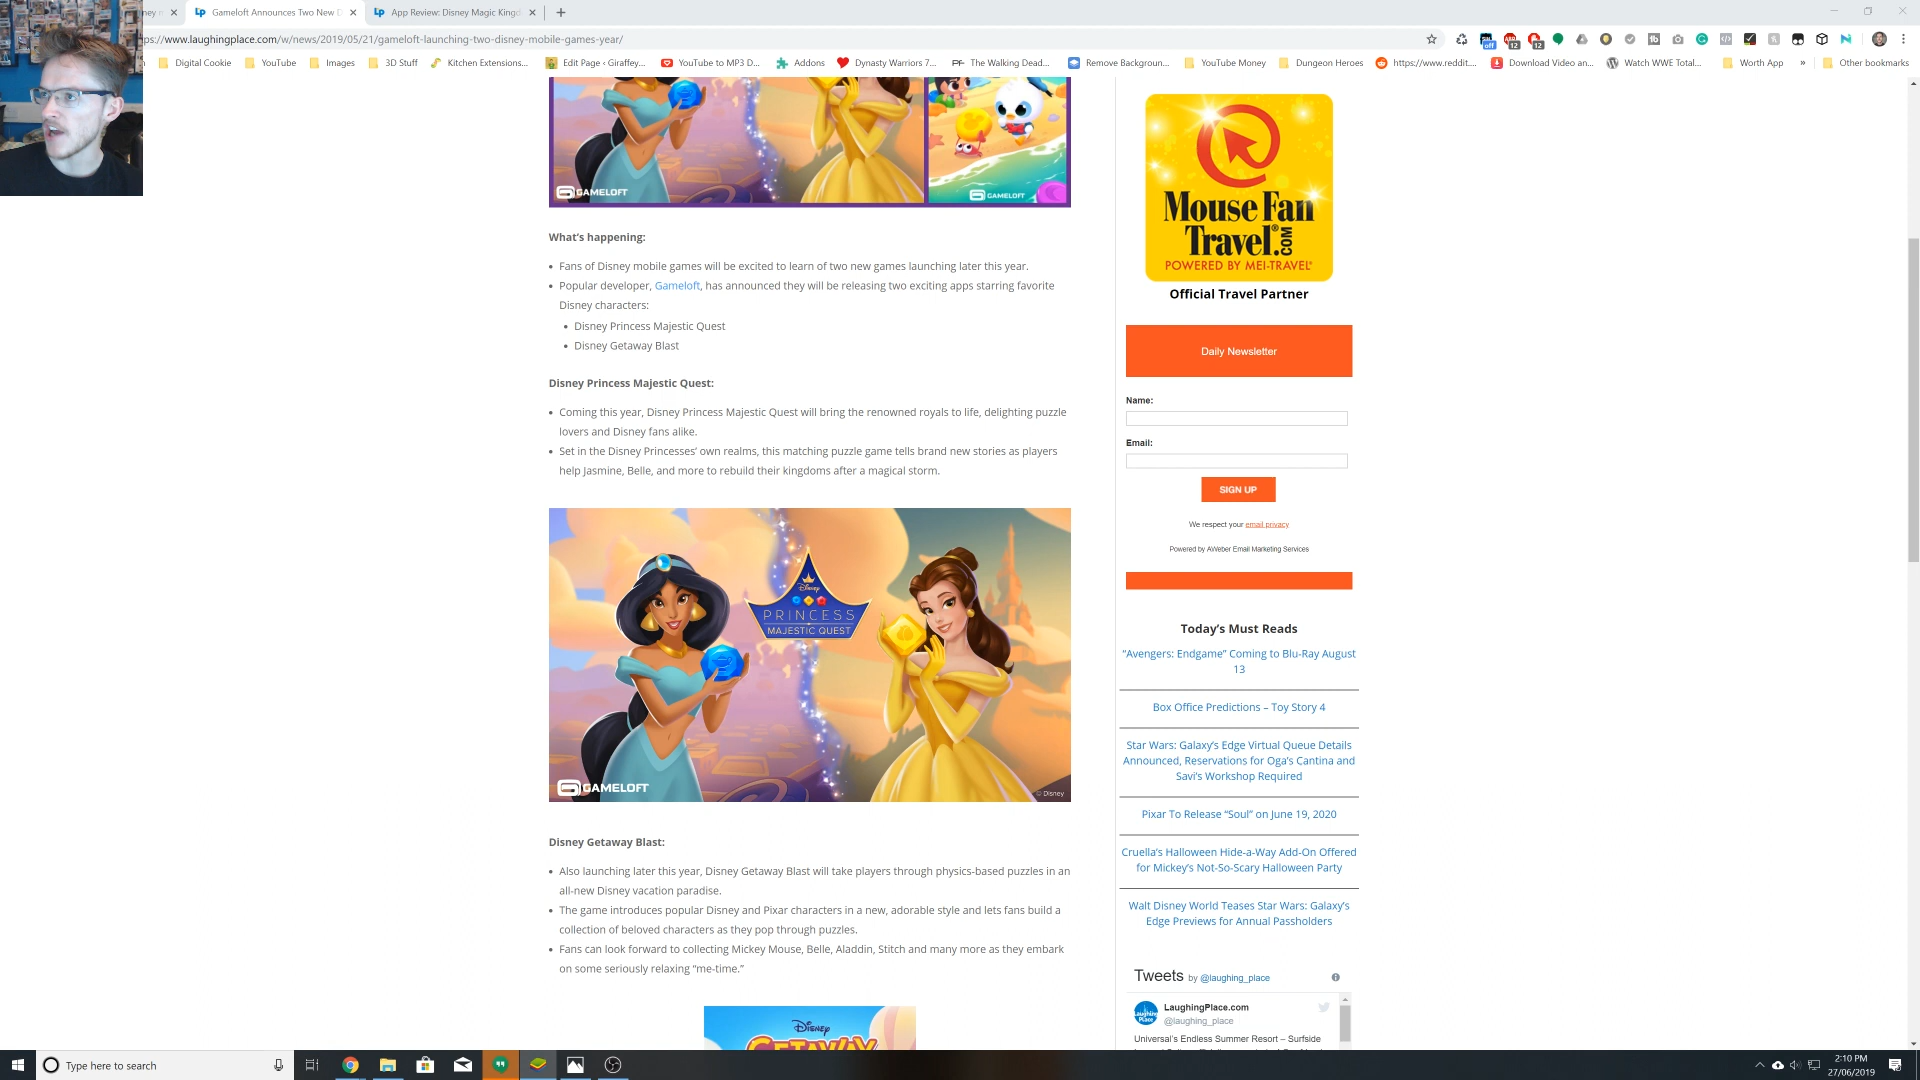 Gameloft Announces Two New D
App Review: Disney Magic Kingd
ps://www.laughingplace.com/w/news/2019/05/21/gameloft-launching-two-disney-mobile-games-year/
Digital Cookie
YouTube
Images
3D Stuff
Kitchen Extensions...
Edit Page ‹ Giraffey...
YouTube to MP3 D...
Addons
Dynasty Warriors 7...
The Walking Dead...
Remove Backgroun...
YouTube Money
Dungeon Heroes
https://www.reddit....
Download Video an...
Watch WWE Total...
Worth App
»
Other bookmarks
GAMELOFT
GAMELOFT
What's happening:
• Fans of Disney mobile games will be excited to learn of two new games launching later this year.
• Popular developer, Gameloft, has announced they will be releasing two exciting apps starring favorite
Disney characters:
• Disney Princess Majestic Quest
• Disney Getaway Blast
Disney Princess Majestic Quest:
• Coming this year, Disney Princess Majestic Quest will bring the renowned royals to life, delighting puzzle
lovers and Disney fans alike.
• Set in the Disney Princesses' own realms, this matching puzzle game tells brand new stories as players
help Jasmine, Belle, and more to rebuild their kingdoms after a magical storm.
Disney
PRINCESS
MAJESTIC QUEST
GAMELOFT
© Disney
Disney Getaway Blast:
• Also launching later this year, Disney Getaway Blast will take players through physics-based puzzles in an
all-new Disney vacation paradise.
• The game introduces popular Disney and Pixar characters in a new, adorable style and lets fans build a
collection of beloved characters as they pop through puzzles.
• Fans can look forward to collecting Mickey Mouse, Belle, Aladdin, Stitch and many more as they embark
on some seriously relaxing “me-time.”
Disney
GETAWAY
Mouse Fan
Travel.COM
POWERED BY MEI-TRAVEL®
Official Travel Partner
Daily Newsletter
Name:
Email:
SIGN UP
We respect your email privacy
Powered by AWeber Email Marketing Services
Today's Must Reads
“Avengers: Endgame” Coming to Blu-Ray August
13
Box Office Predictions – Toy Story 4
Star Wars: Galaxy's Edge Virtual Queue Details
Announced, Reservations for Oga's Cantina and
Savi's Workshop Required
Pixar To Release “Soul” on June 19, 2020
Cruella's Halloween Hide-a-Way Add-On Offered
for Mickey's Not-So-Scary Halloween Party
Walt Disney World Teases Star Wars: Galaxy's
Edge Previews for Annual Passholders
Tweets by @laughing_place
LaughingPlace.com
@laughing_place
Universal's Endless Summer Resort – Surfside
Type here to search
2:10 PM
27/06/2019